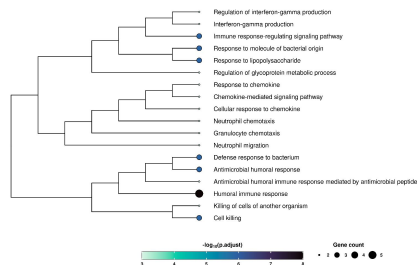 Regulation of interferon-gamma production
Interferon-gamma production
Immune response-regulating signaling pathway
Response to molecule of bacterial origin
Response to lipopolysaccharide
Regulation of glycoprotein metabolic process
Response to chemokine
Chemokine-mediated signaling pathway
Cellular response to chemokine
Neutrophil chemotaxis
Granulocyte chemotaxis
Neutrophil migration
Defense response to bacterium
Antimicrobial humoral response
Antimicrobial humoral immune response mediated by antimicrobial peptide
Humoral immune response
Killing of cells of another organism
Cell killing
-log₁₀(p.adjust)
Gene count
3 4 5 6 7 8
3 4 5